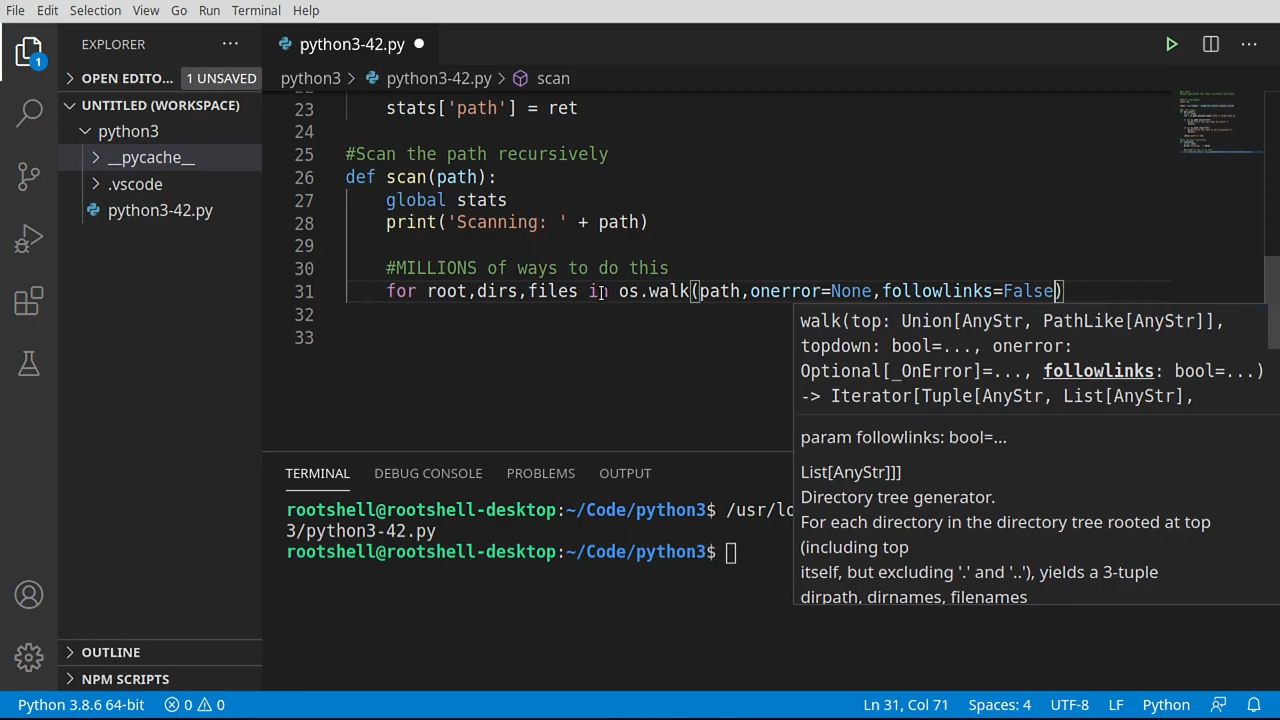 File Edit Selection View Go Run Terminal Help
EXPLORER
python3-42.py
OPEN EDITO... 1 UNSAVED
python3 > python3-42.py > scan
UNTITLED (WORKSPACE)
python3
__pycache__
.vscode
python3-42.py
1
23 stats['path'] = ret
24
25 #Scan the path recursively
26 def scan(path):
27 global stats
28 print('Scanning: ' + path)
29
30 #MILLIONS of ways to do this
31 for root,dirs,files in os.walk(path,onerror=None,followlinks=False)
32
33
walk(top: Union[AnyStr, PathLike[AnyStr]],
topdown: bool=..., onerror:
Optional[_OnError]=..., followlinks: bool=...)
-> Iterator[Tuple[AnyStr, List[AnyStr],
param followlinks: bool=...
List[AnyStr]]]
Directory tree generator.
For each directory in the directory tree rooted at top
(including top
itself, but excluding '.' and '..'), yields a 3-tuple
dirpath, dirnames, filenames
TERMINAL DEBUG CONSOLE PROBLEMS OUTPUT
rootshell@rootshell-desktop:~/Code/python3$ /usr/lo
3/python3-42.py
rootshell@rootshell-desktop:~/Code/python3$
OUTLINE
NPM SCRIPTS
Python 3.8.6 64-bit 0 0 Ln 31, Col 71 Spaces: 4 UTF-8 LF Python